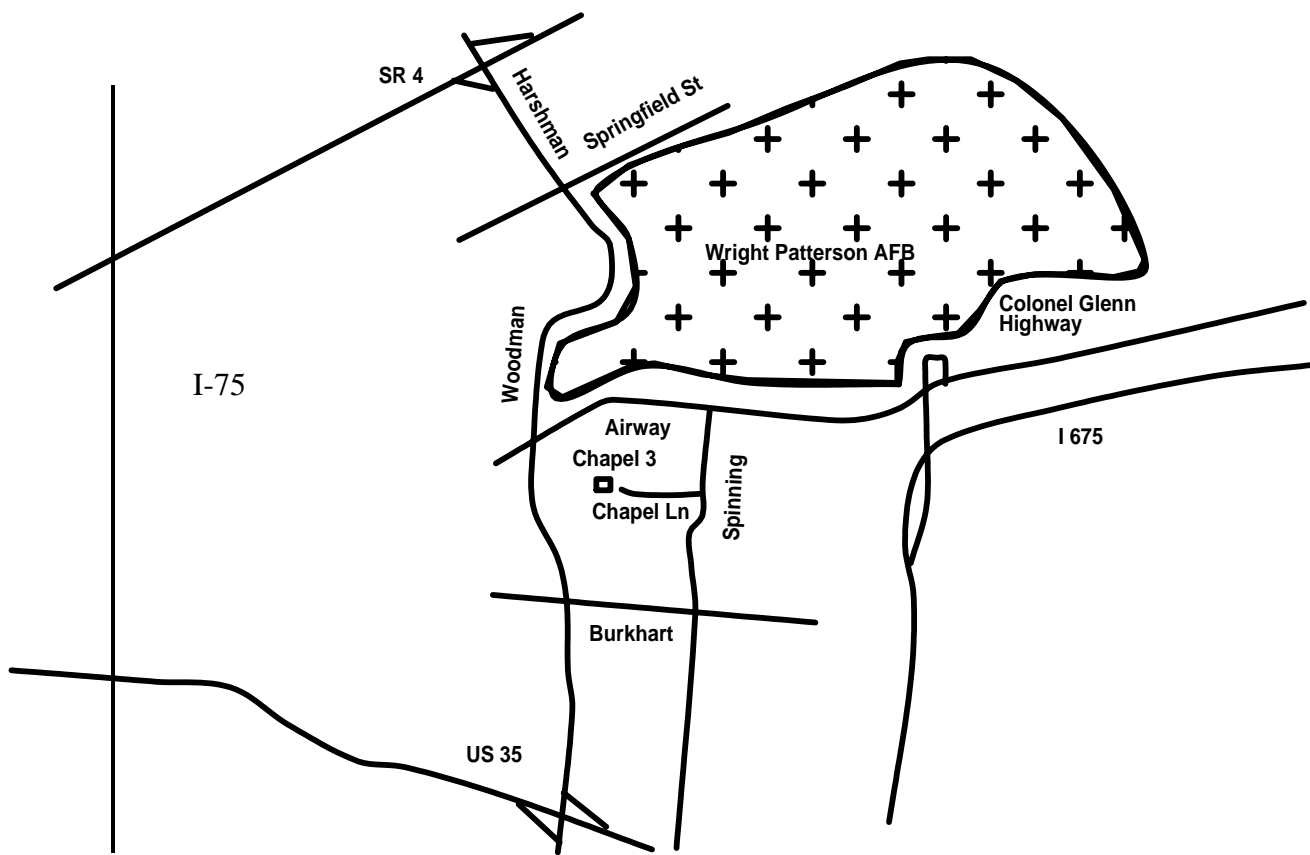 SR 4
Harshman
Springfield St
Wright Patterson AFB
Colonel Glenn
Highway
Woodman
I-75
Airway
I 675
Chapel 3
Spinning
Chapel Ln
Burkhart
US 35